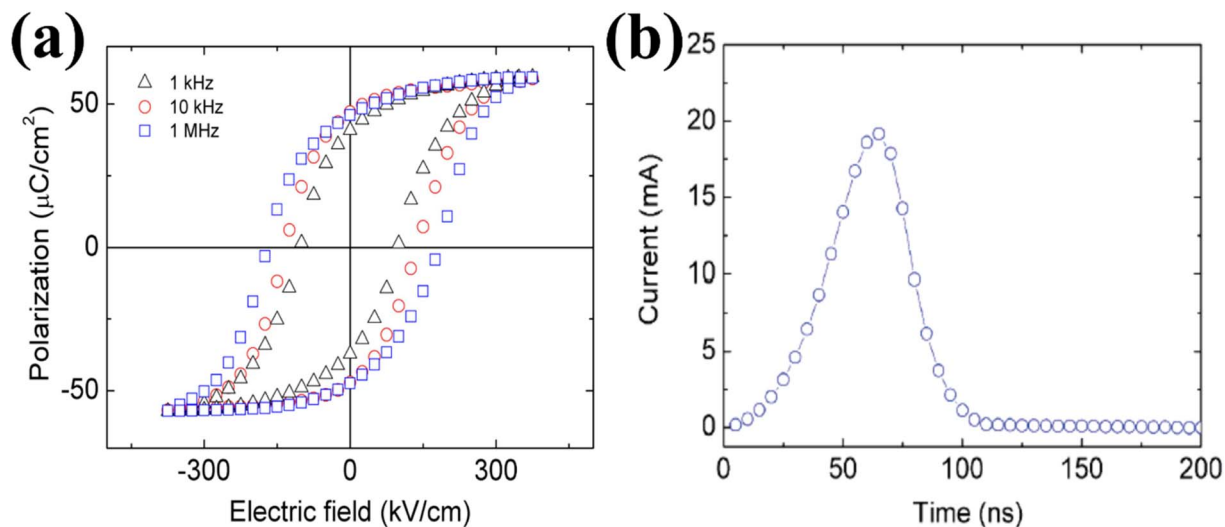 (a)
1 kHz
10 kHz
1 MHz
50
0
-50
Polarization (μC/cm²)
-300
0
300
Electric field (kV/cm)
(b)
25
20
15
10
5
0
Current (mA)
0
50
100
150
200
Time (ns)